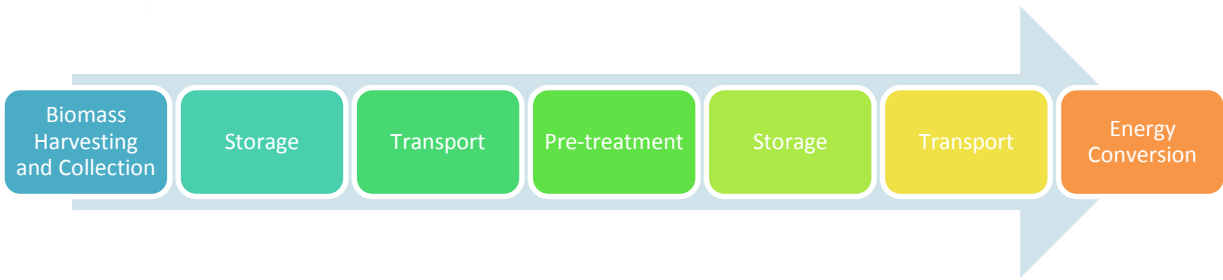 Biomass
Harvesting
and Collection
Storage
Transport
Pre-treatment
Storage
Transport
Energy
Conversion